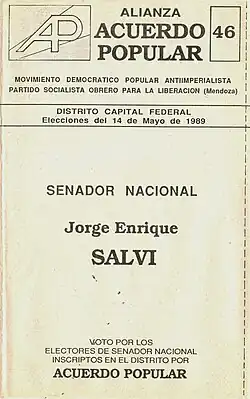 AP
ALIANZA
ACUERDO
POPULAR
46
MOVIMIENTO DEMOCRATICO POPULAR ANTIIMPERIALISTA
PARTIDO SOCIALISTA OBRERO PARA LA LIBERACION (Mendoza)
DISTRITO CAPITAL FEDERAL
Elecciones del 14 de Mayo de 1989
SENADOR NACIONAL
Jorge Enrique
SALVI
VOTO POR LOS
ELECTORES DE SENADOR NACIONAL
INSCRIPTOS EN EL DISTRITO POR
ACUERDO POPULAR